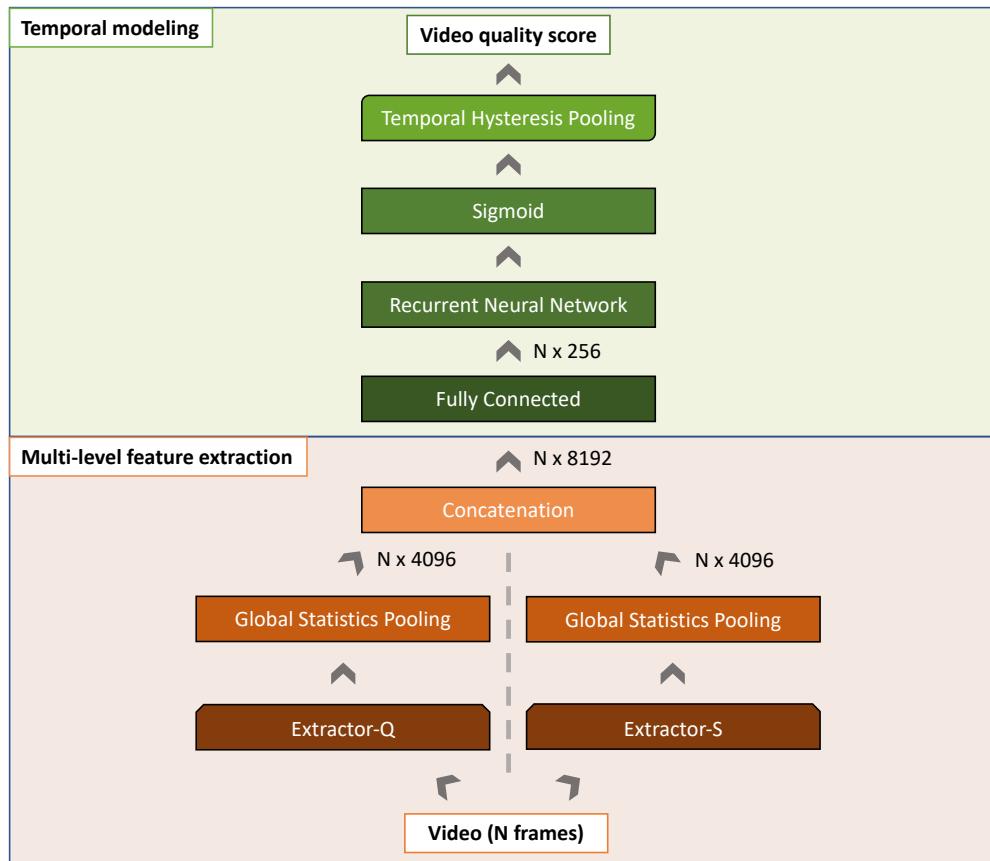 Temporal modeling
Video quality score
Temporal Hysteresis Pooling
Sigmoid
Recurrent Neural Network
N x 256
Fully Connected
Multi-level feature extraction
N x 8192
Concatenation
N x 4096
N x 4096
Global Statistics Pooling
Global Statistics Pooling
Extractor-Q
Extractor-S
Video (N frames)